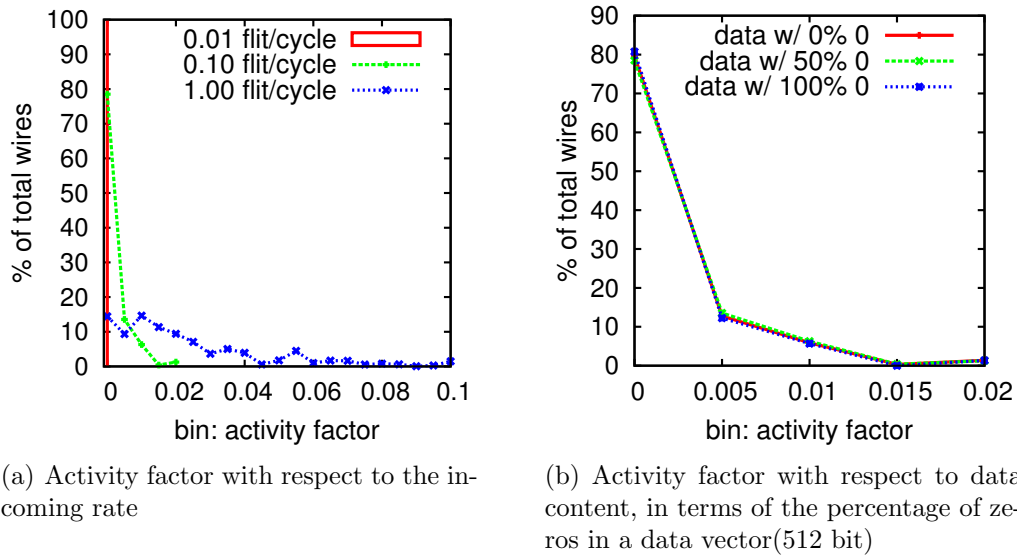 100
90
80
70
60
50
40
30
20
10
0
% of total wires
0.01 flit/cycle
0.10 flit/cycle
1.00 flit/cycle
0 0.02 0.04 0.06 0.08 0.1
bin: activity factor
(a) Activity factor with respect to the in-
coming rate
90
80
70
60
50
40
30
20
10
0
% of total wires
data w/ 0% 0
data w/ 50% 0
data w/ 100% 0
0 0.005 0.01 0.015 0.02
bin: activity factor
(b) Activity factor with respect to data
content, in terms of the percentage of ze-
ros in a data vector(512 bit)